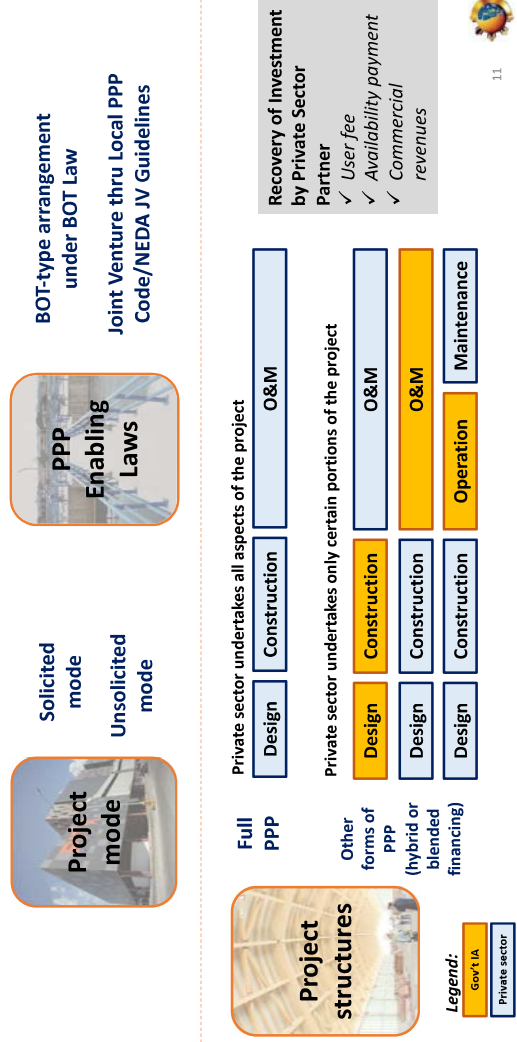 Project
mode
Solicited
mode
Unsolicited
mode
PPP
Enabling
Laws
BOT-type arrangement
under BOT Law
Joint Venture thru Local PPP
Code/NEDA JV Guidelines
Project
structures
Full
PPP
Private sector undertakes all aspects of the project
Design
Construction
O&M
Other
forms of
PPP
(hybrid or
blended
financing)
Private sector undertakes only certain portions of the project
Design
Construction
O&M
Design
Construction
O&M
Design
Construction
Operation
Maintenance
Recovery of Investment
by Private Sector
Partner
✓ User fee
✓ Availability payment
✓ Commercial
revenues
Legend:
Gov't IA
Private sector
11